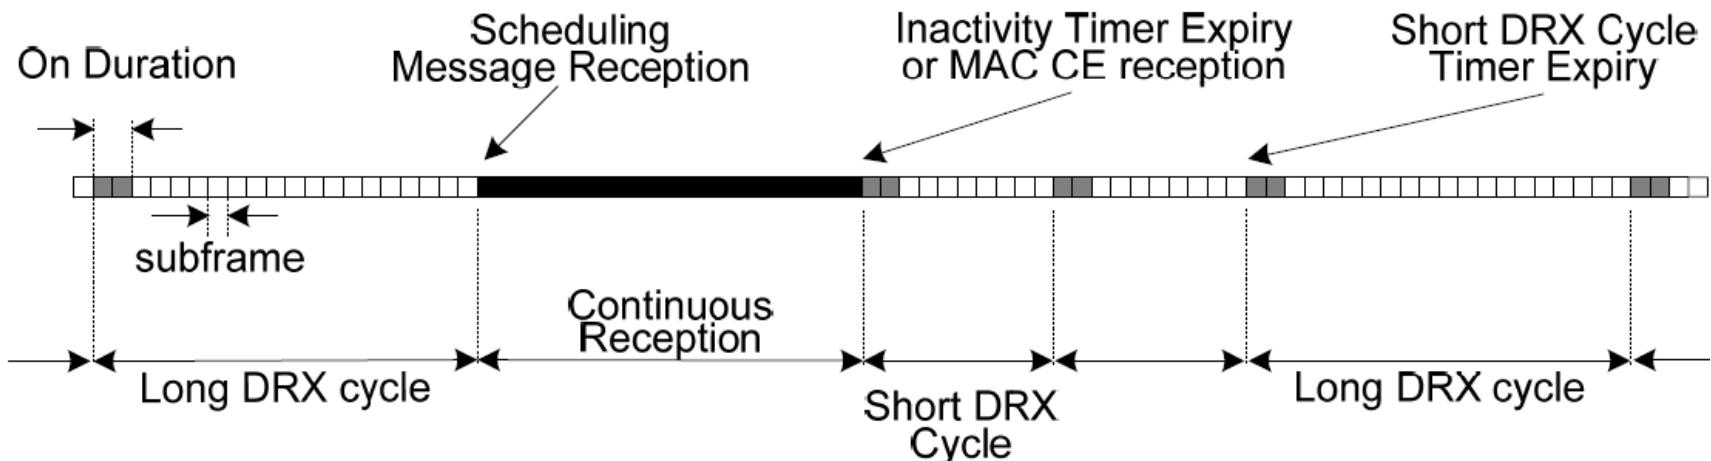 On Duration
Scheduling
Message Reception
Inactivity Timer Expiry
or MAC CE reception
Short DRX Cycle
Timer Expiry
subframe
Continuous
Reception
Long DRX cycle
Short DRX
Cycle
Long DRX cycle